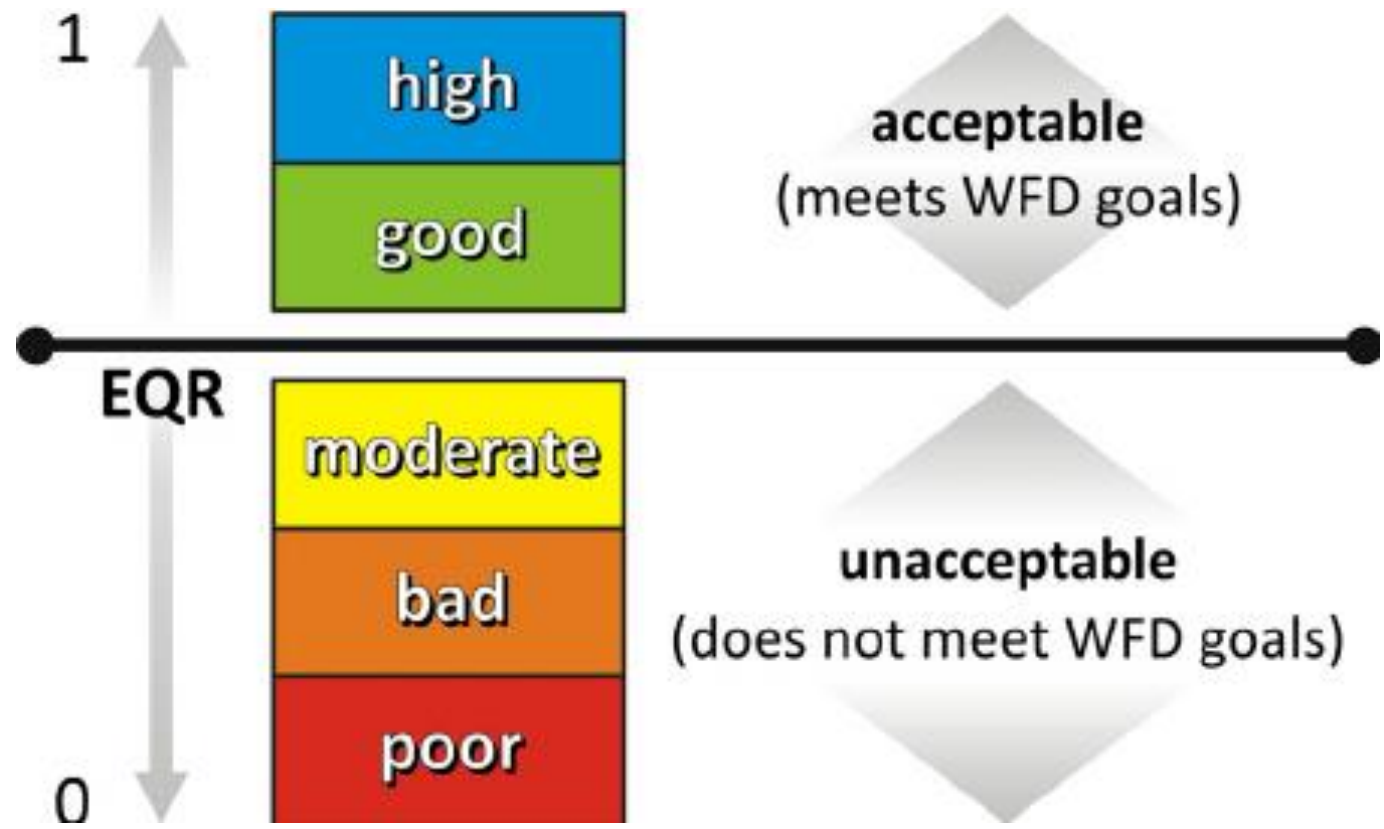 1
high
acceptable
(meets WFD goals)
good
EQR
moderate
bad
unacceptable
(does not meet WFD goals)
poor
0